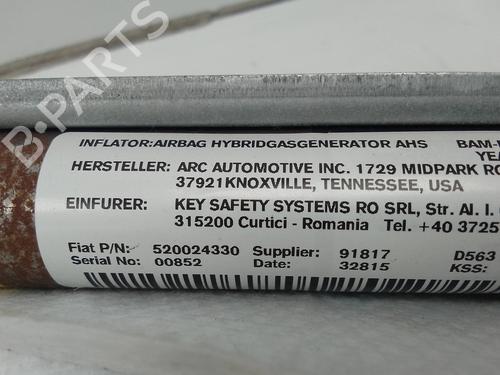 INFLATOR:AIRBAG HYBRIDGASGENERATOR AHS BAM-
HERSTELLER: ARC AUTOMOTIVE INC. 1729 MIDPARK
37921KNOXVILLE, TENNESSEE, USA
EINFURER: KEY SAFETY SYSTEMS RO SRL, Str. Al. I.
315200 Curtici - Romania Tel. +40 3725
Fiat P/N: 520024330 Supplier: 91817 D563
Serial No: 00852 Date: 32815 KSS:
B-PARTS